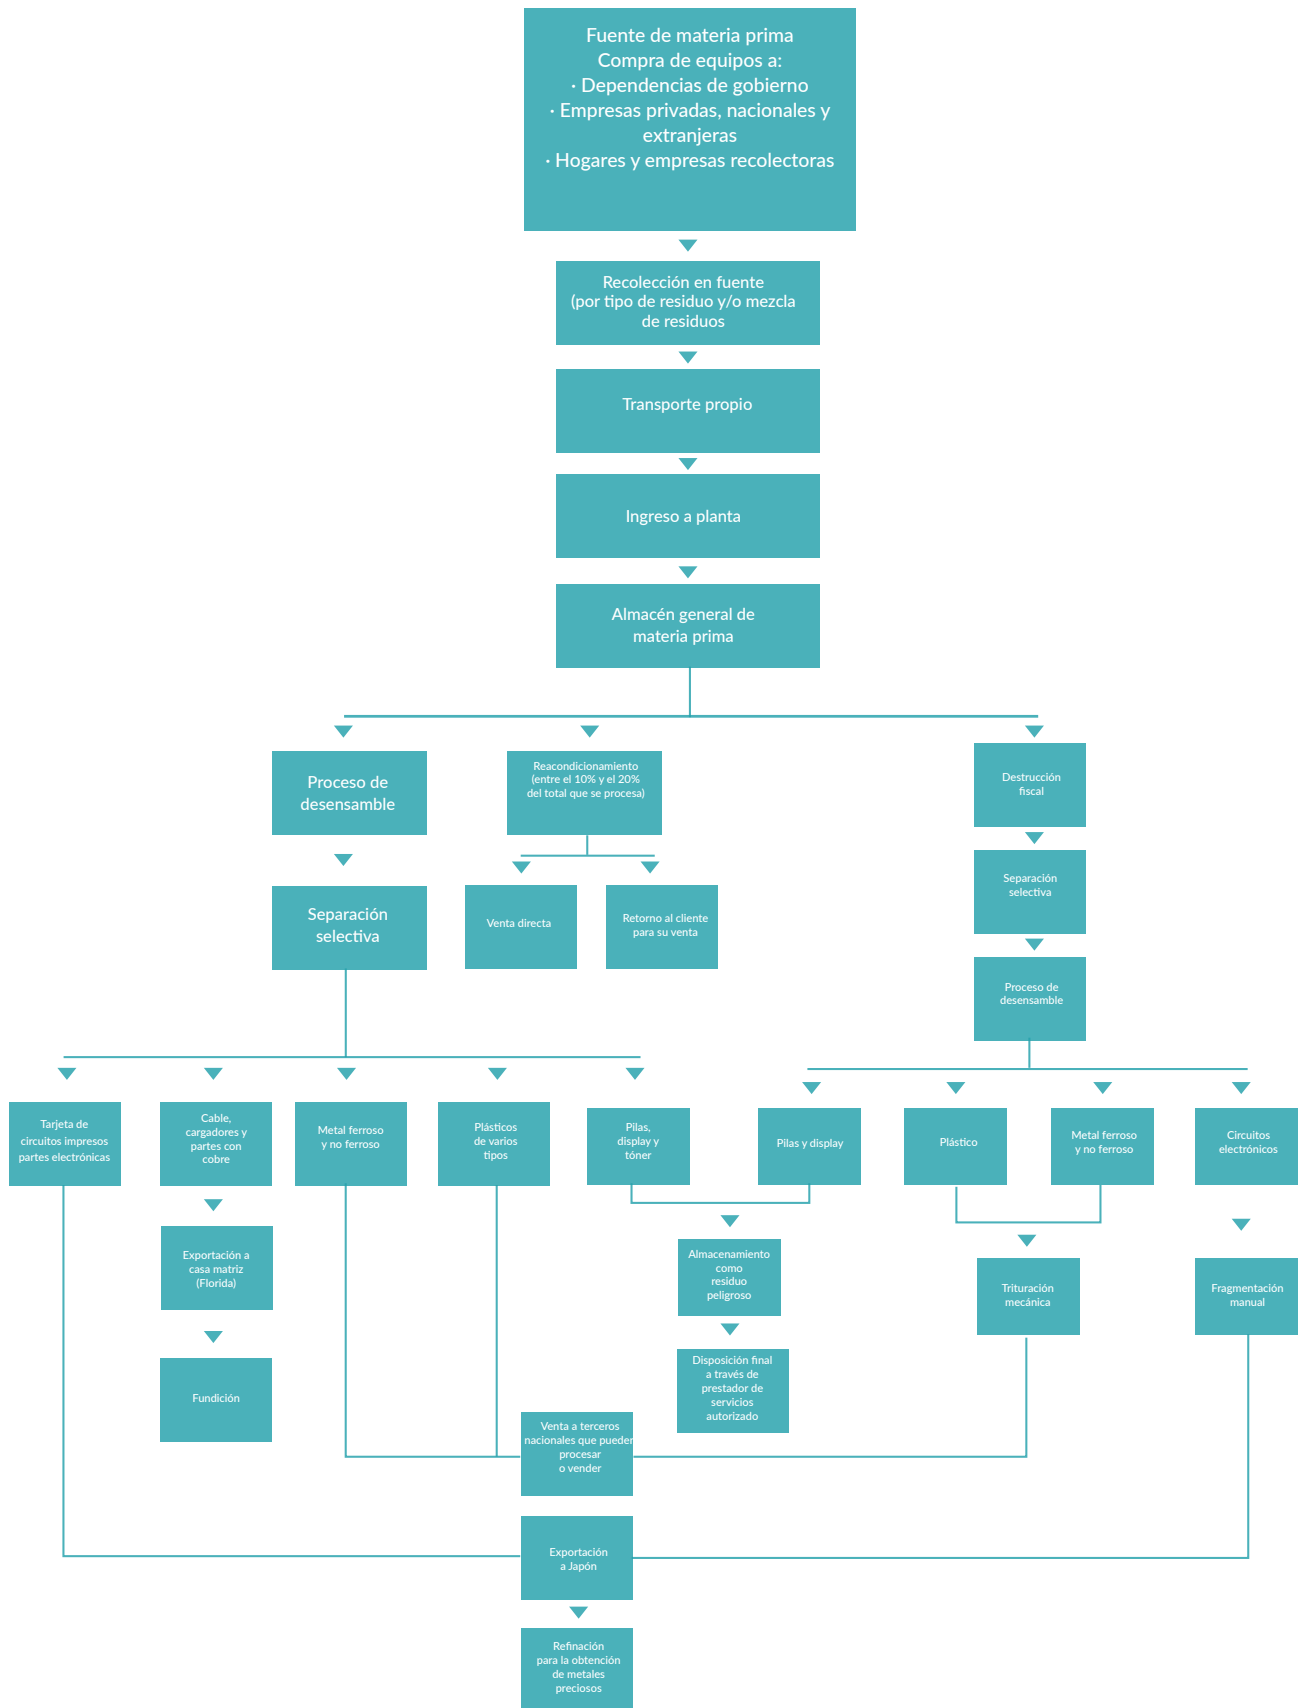 Fuente de materia prima
Compra de equipos a:
· Dependencias de gobierno
· Empresas privadas, nacionales y
extranjeras
· Hogares y empresas recolectoras
Recolección en fuente
(por tipo de residuo y/o mezcla
de residuos
Transporte propio
Ingreso a planta
Almacén general de
materia prima
Proceso de
desensamble
Reacondicionamiento
(entre el 10% y el 20%
del total que se procesa)
Destrucción
fiscal
Separación
selectiva
Venta directa
Retorno al cliente
para su venta
Separación
selectiva
Proceso de
desensamble
Tarjeta de
circuitos impresos
partes electrónicas
Cable,
cargadores y
partes con
cobre
Metal ferroso
y no ferroso
Plásticos
de varios
tipos
Pilas,
display y
tóner
Pilas y display
Plástico
Metal ferroso
y no ferroso
Circuitos
electrónicos
Exportación a
casa matriz
(Florida)
Almacenamiento
como
residuo
peligroso
Trituración
mecánica
Fragmentación
manual
Fundición
Disposición final
a través de
prestador de
servicios
autorizado
Venta a terceros
nacionales que pueden
procesar
o vender
Exportación
a Japón
Refinación
para la obtención
de metales
preciosos